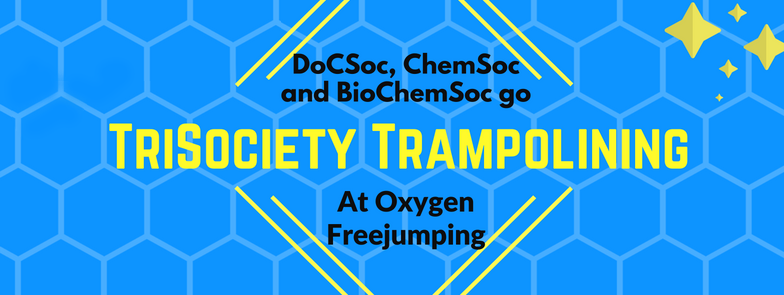 DoCSoc, ChemSoc
and BioChemSoc go
TriSociety Trampolining
At Oxygen
Freejumping